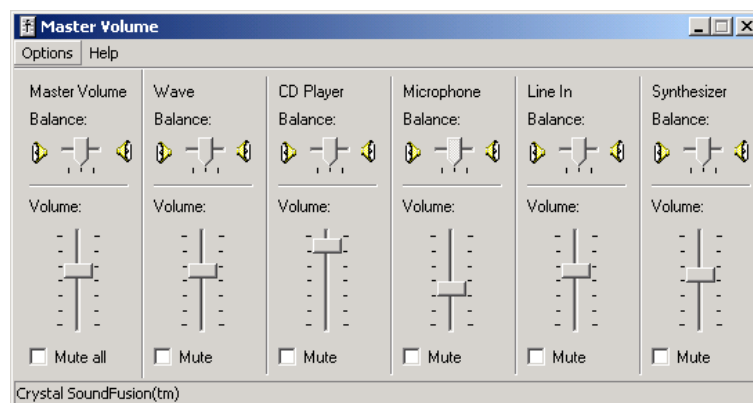 Master Volume
Options Help
Master Volume Wave CD Player Microphone Line In Synthesizer
Balance: Balance: Balance: Balance: Balance: Balance:
Volume: Volume: Volume: Volume: Volume: Volume:
Mute all Mute Mute Mute Mute Mute
Crystal SoundFusion(tm)